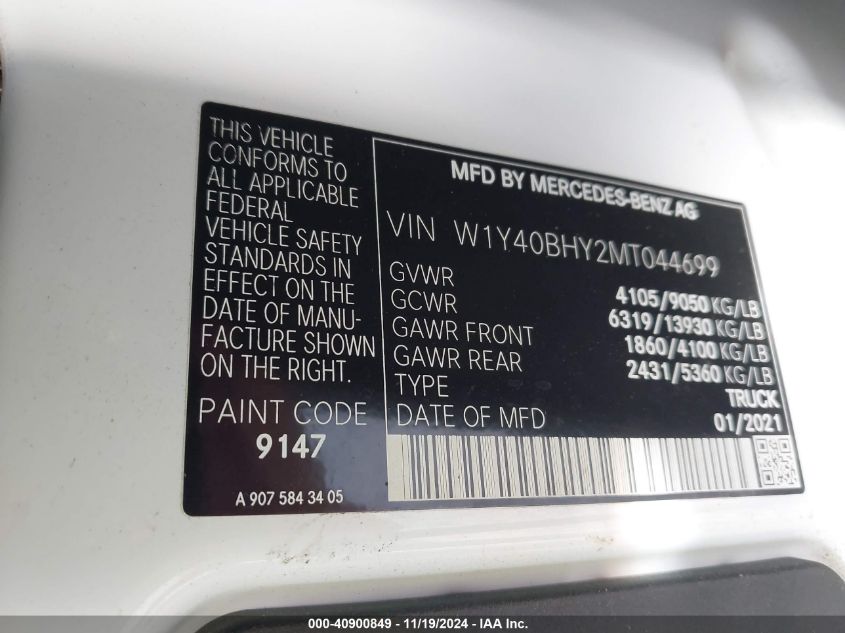 THIS VEHICLE
CONFORMS TO
ALL APPLICABLE
FEDERAL
VEHICLE SAFETY
STANDARDS IN
EFFECT ON THE
DATE OF MANU-
FACTURE SHOWN
ON THE RIGHT.
PAINT CODE
9147
A 907 584 34 05
MFD BY MERCEDES-BENZ AG
VIN W1Y40BHY2MT044699
GVWR 4105/9050 KG/LB
GCWR 6319/13930 KG/LB
GAWR FRONT 1860/4100 KG/LB
GAWR REAR 2431/5360 KG/LB
TYPE TRUCK
DATE OF MFD 01/2021
000-40900849 - 11/19/2024 - IAA Inc.